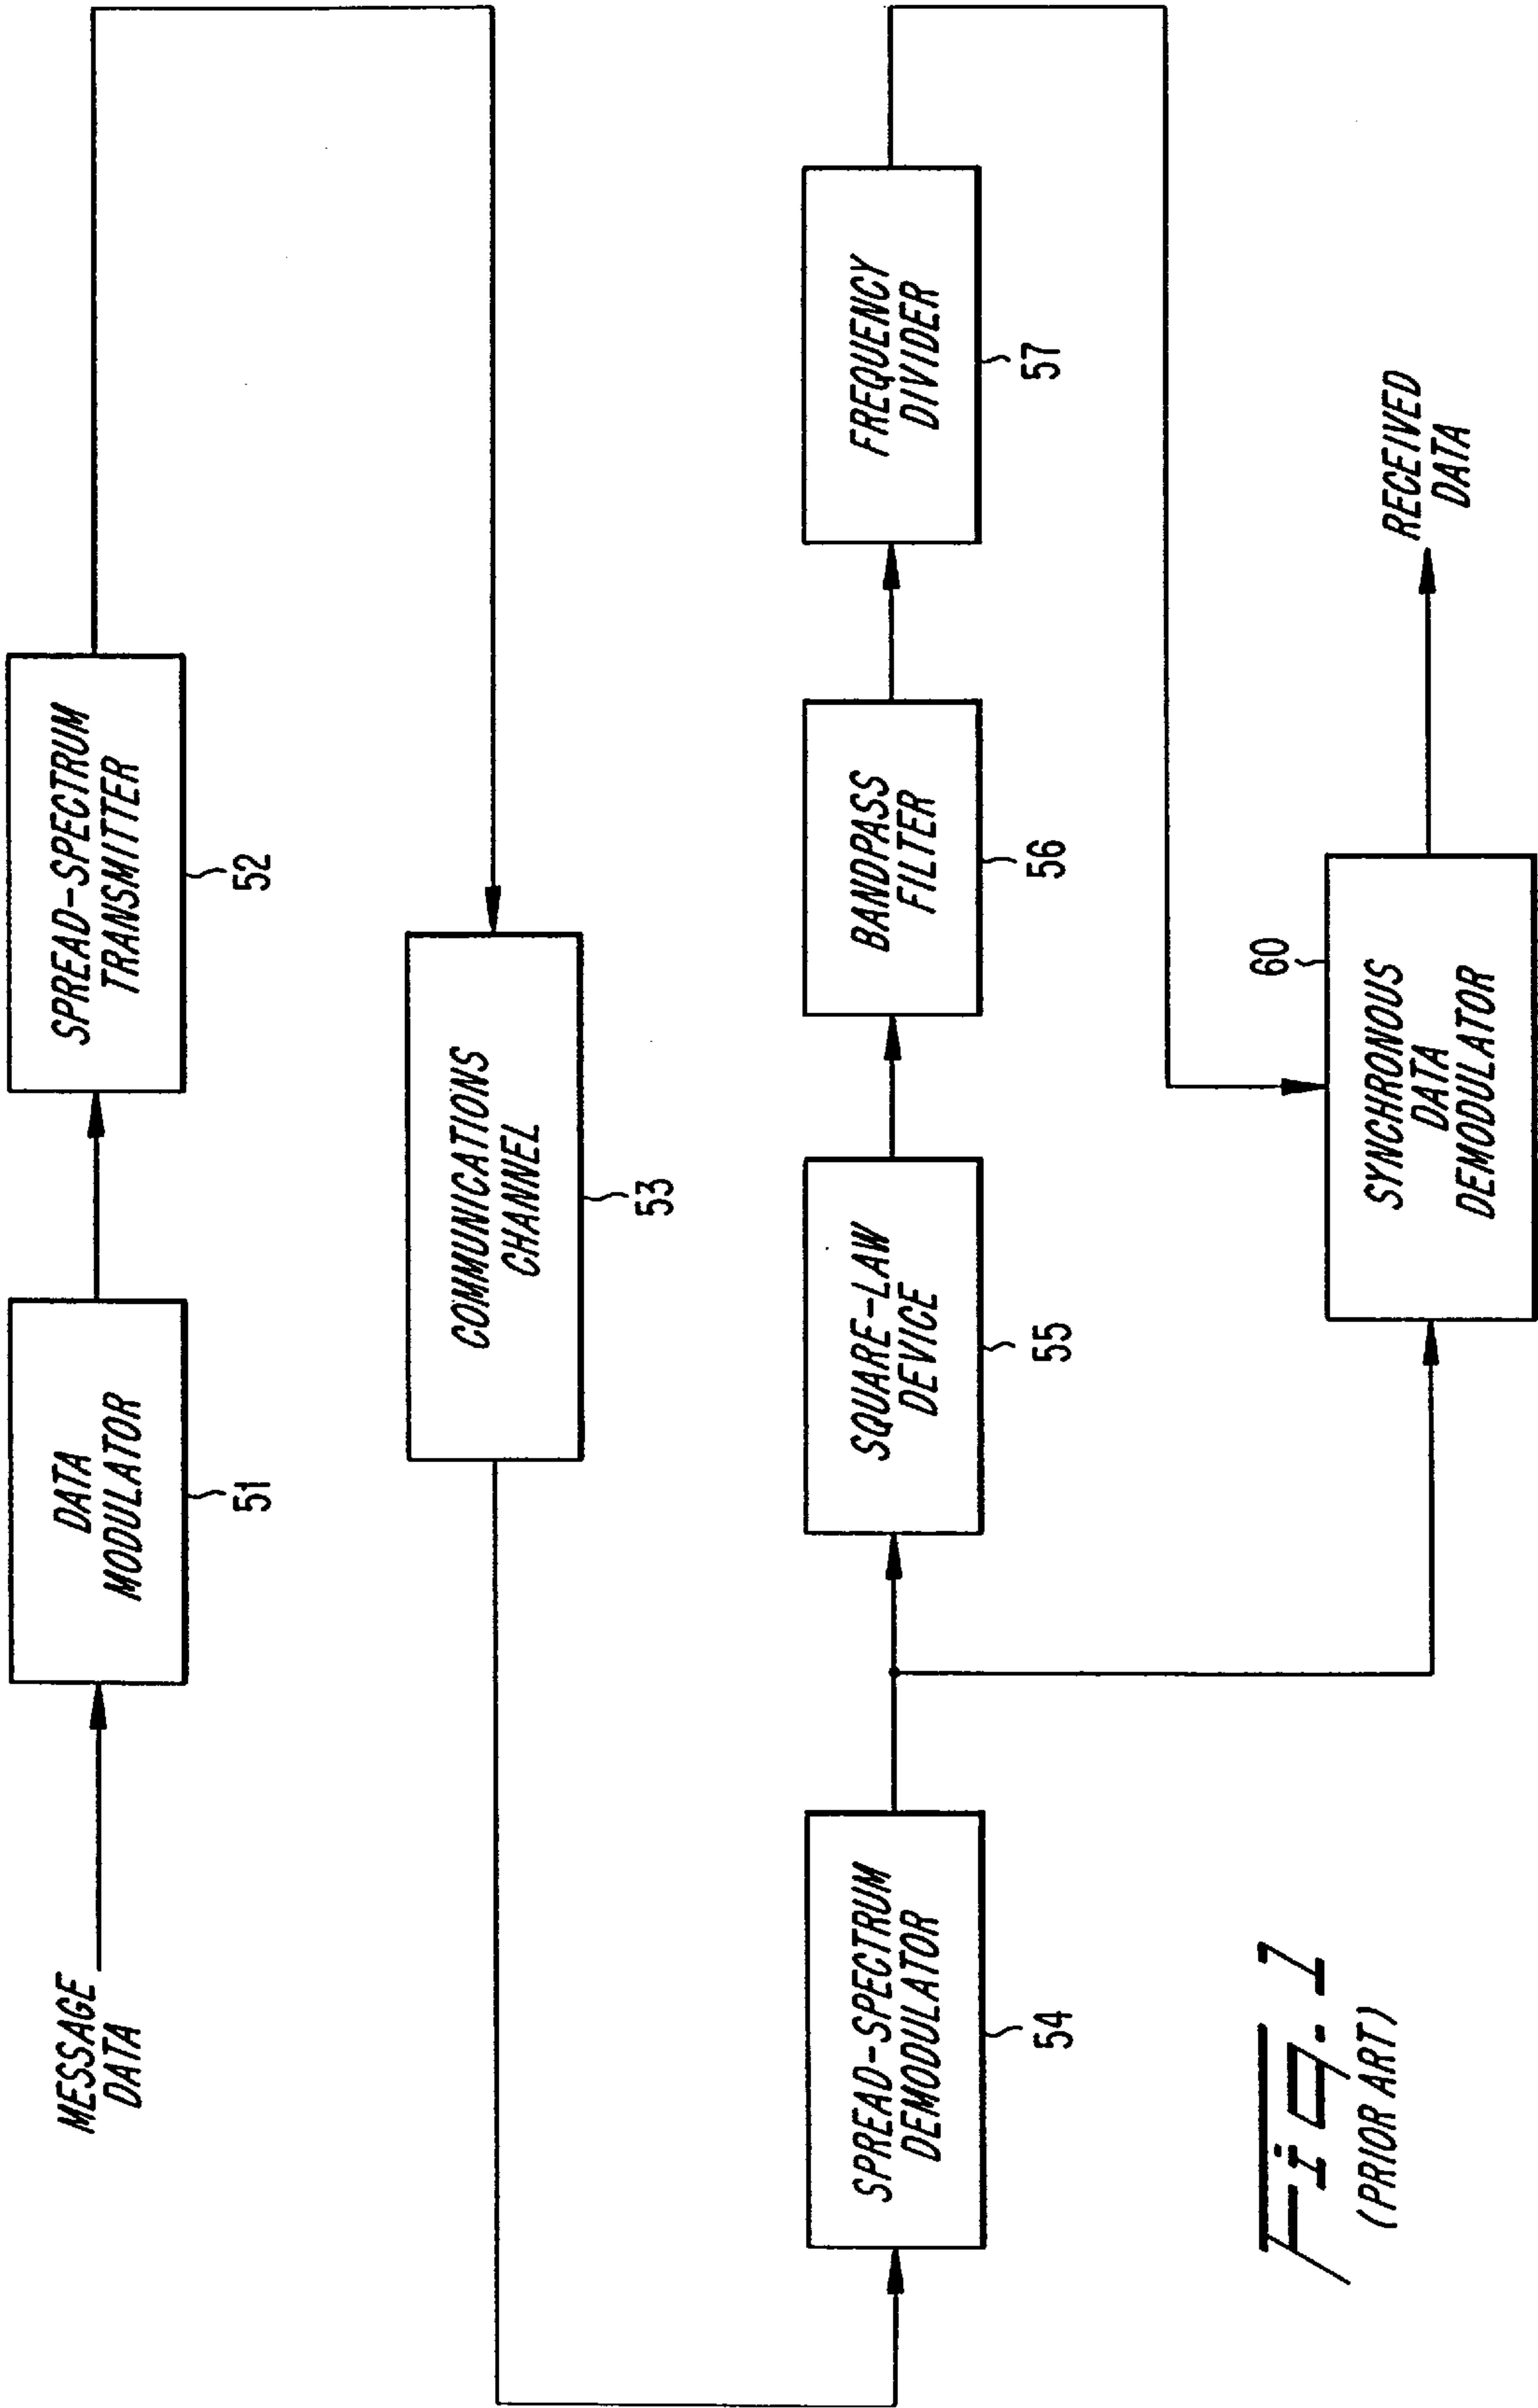 MESSAGE
DATA
DATA
MODULATOR
51
SPREAD-SPECTRUM
TRANSMITTER
52
COMMUNICATIONS
CHANNEL
53
SPREAD-SPECTRUM
DEMODULATOR
54
SQUARE-LAW
DEVICE
55
BANDPASS
FILTER
56
FREQUENCY
DIVIDER
57
60
SYNCHRONOUS
DATA
DEMODULATOR
RECEIVED
DATA
Fig. 1
(PRIOR ART)